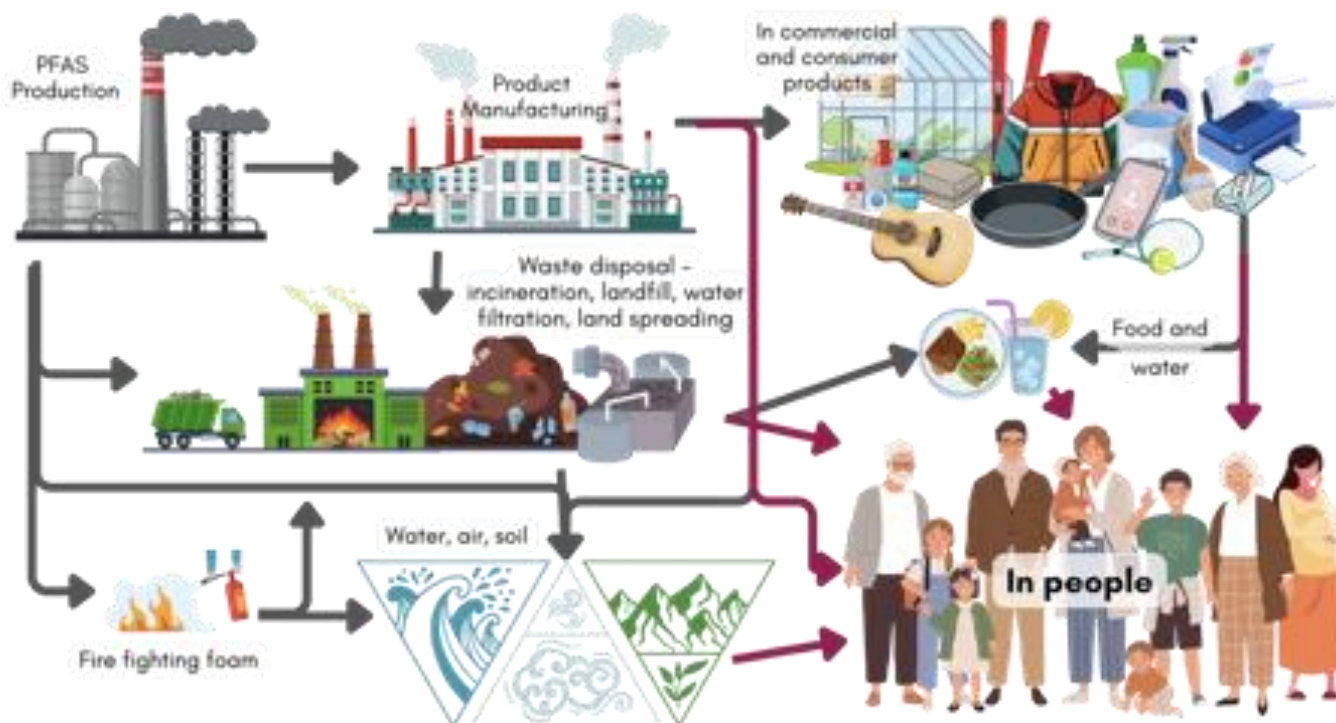 PFAS
Production
Product
Manufacturing
In commercial
and consumer
products
Waste disposal -
incineration, landfill, water
filtration, land spreading
Food and
water
Water, air, soil
In people
Fire fighting foam